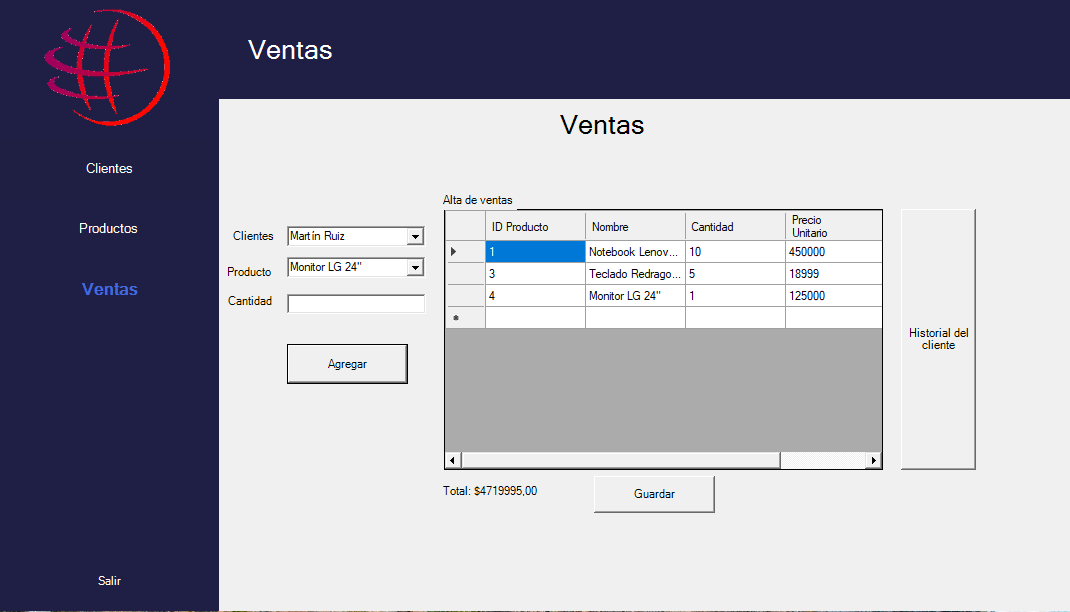 Ventas
Clientes
Productos
Ventas
Salir
Ventas
Clientes
Martín Ruiz
Producto
Monitor LG 24"
Cantidad
Agregar
Alta de ventas
ID Producto Nombre Cantidad Precio Unitario
1 Notebook Lenov... 10 450000
3 Teclado Redrago... 5 18999
4 Monitor LG 24" 1 125000
*
Total: $4719995,00
Guardar
Historial del
cliente